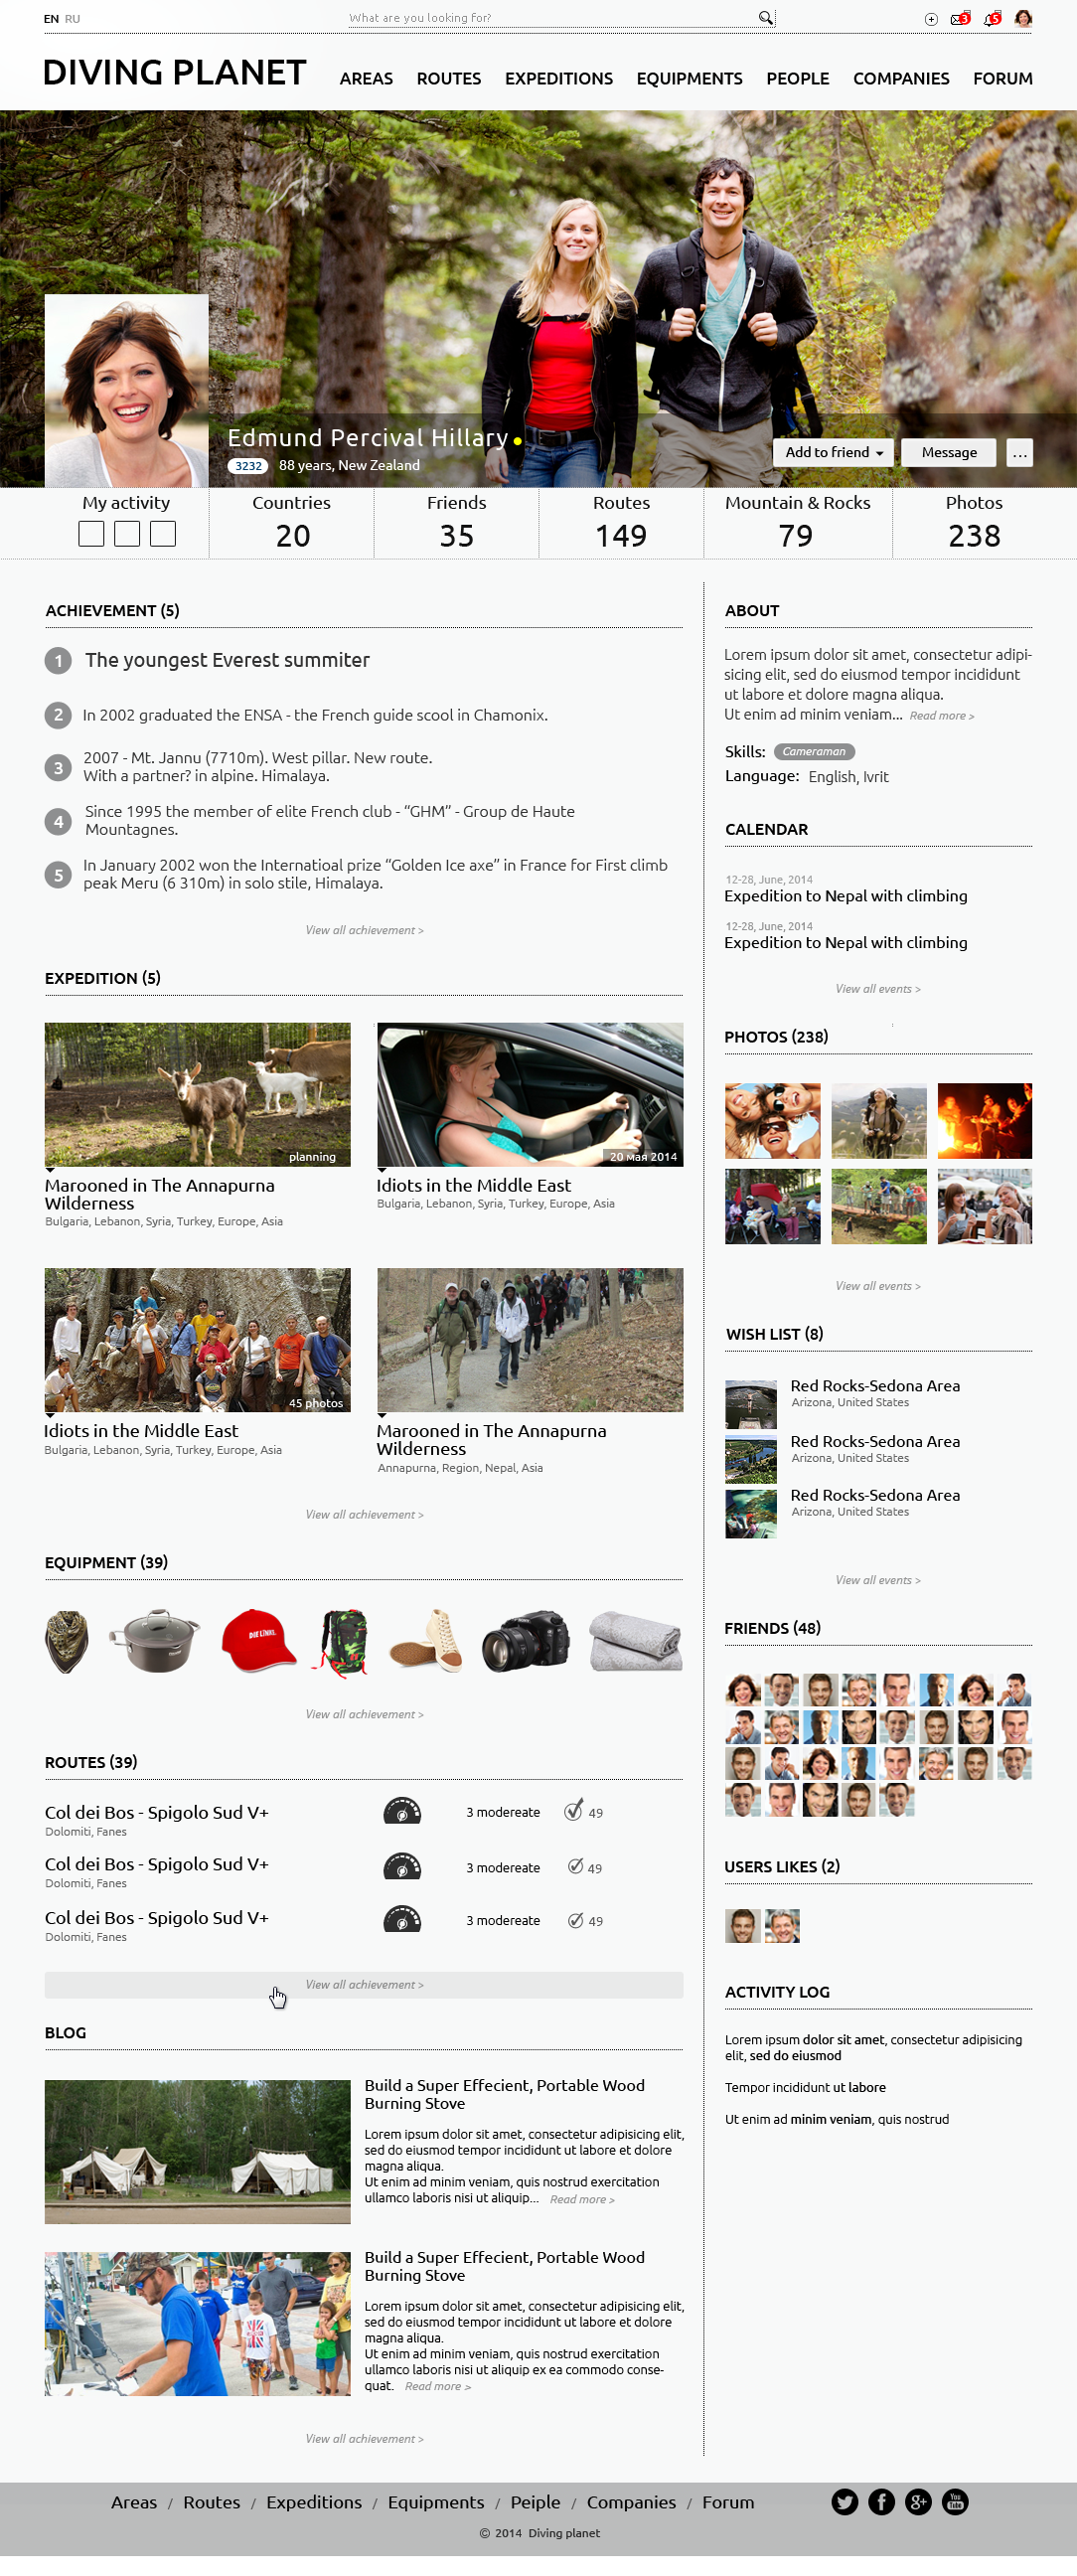 EN RU
What are you looking for?
3
5
DIVING PLANET
AREAS ROUTES EXPEDITIONS EQUIPMENTS PEOPLE COMPANIES FORUM
Edmund Percival Hillary
3232 88 years, New Zealand
Add to friend
Message
...
My activity
Countries
20
Friends
35
Routes
149
Mountain & Rocks
79
Photos
238
ACHIEVEMENT (5)
1 The youngest Everest summiter
2 In 2002 graduated the ENSA - the French guide scool in Chamonix.
3 2007 - Mt. Jannu (7710m). West pillar. New route.
With a partner? in alpine. Himalaya.
4 Since 1995 the member of elite French club - “GHM” - Group de Haute
Mountagnes.
5 In January 2002 won the Internatioal prize “Golden Ice axe” in France for First climb
peak Meru (6 310m) in solo stile, Himalaya.
View all achievement >
EXPEDITION (5)
planning
Marooned in The Annapurna
Wilderness
Bulgaria, Lebanon, Syria, Turkey, Europe, Asia
20 мая 2014
Idiots in the Middle East
Bulgaria, Lebanon, Syria, Turkey, Europe, Asia
45 photos
Idiots in the Middle East
Bulgaria, Lebanon, Syria, Turkey, Europe, Asia
Marooned in The Annapurna
Wilderness
Annapurna, Region, Nepal, Asia
View all achievement >
EQUIPMENT (39)
DIE LINKE.
View all achievement >
ROUTES (39)
Col dei Bos - Spigolo Sud V+
Dolomiti, Fanes
3 modereate
49
Col dei Bos - Spigolo Sud V+
Dolomiti, Fanes
3 modereate
49
Col dei Bos - Spigolo Sud V+
Dolomiti, Fanes
3 modereate
49
View all achievement >
BLOG
Build a Super Effecient, Portable Wood
Burning Stove
Lorem ipsum dolor sit amet, consectetur adipisicing elit,
sed do eiusmod tempor incididunt ut labore et dolore
magna aliqua.
Ut enim ad minim veniam, quis nostrud exercitation
ullamco laboris nisi ut aliquip... Read more >
Build a Super Effecient, Portable Wood
Burning Stove
Lorem ipsum dolor sit amet, consectetur adipisicing elit,
sed do eiusmod tempor incididunt ut labore et dolore
magna aliqua.
Ut enim ad minim veniam, quis nostrud exercitation
ullamco laboris nisi ut aliquip ex ea commodo conse-
quat. Read more >
View all achievement >
ABOUT
Lorem ipsum dolor sit amet, consectetur adipi-
sicing elit, sed do eiusmod tempor incididunt
ut labore et dolore magna aliqua.
Ut enim ad minim veniam... Read more >
Skills: Cameraman
Language: English, Ivrit
CALENDAR
12-28, June, 2014
Expedition to Nepal with climbing
12-28, June, 2014
Expedition to Nepal with climbing
View all events >
PHOTOS (238)
View all events >
WISH LIST (8)
Red Rocks-Sedona Area
Arizona, United States
Red Rocks-Sedona Area
Arizona, United States
Red Rocks-Sedona Area
Arizona, United States
View all events >
FRIENDS (48)
USERS LIKES (2)
ACTIVITY LOG
Lorem ipsum dolor sit amet, consectetur adipisicing
elit, sed do eiusmod
Tempor incididunt ut labore
Ut enim ad minim veniam, quis nostrud
Areas / Routes / Expeditions / Equipments / Peiple / Companies / Forum
You Tube
© 2014 Diving planet